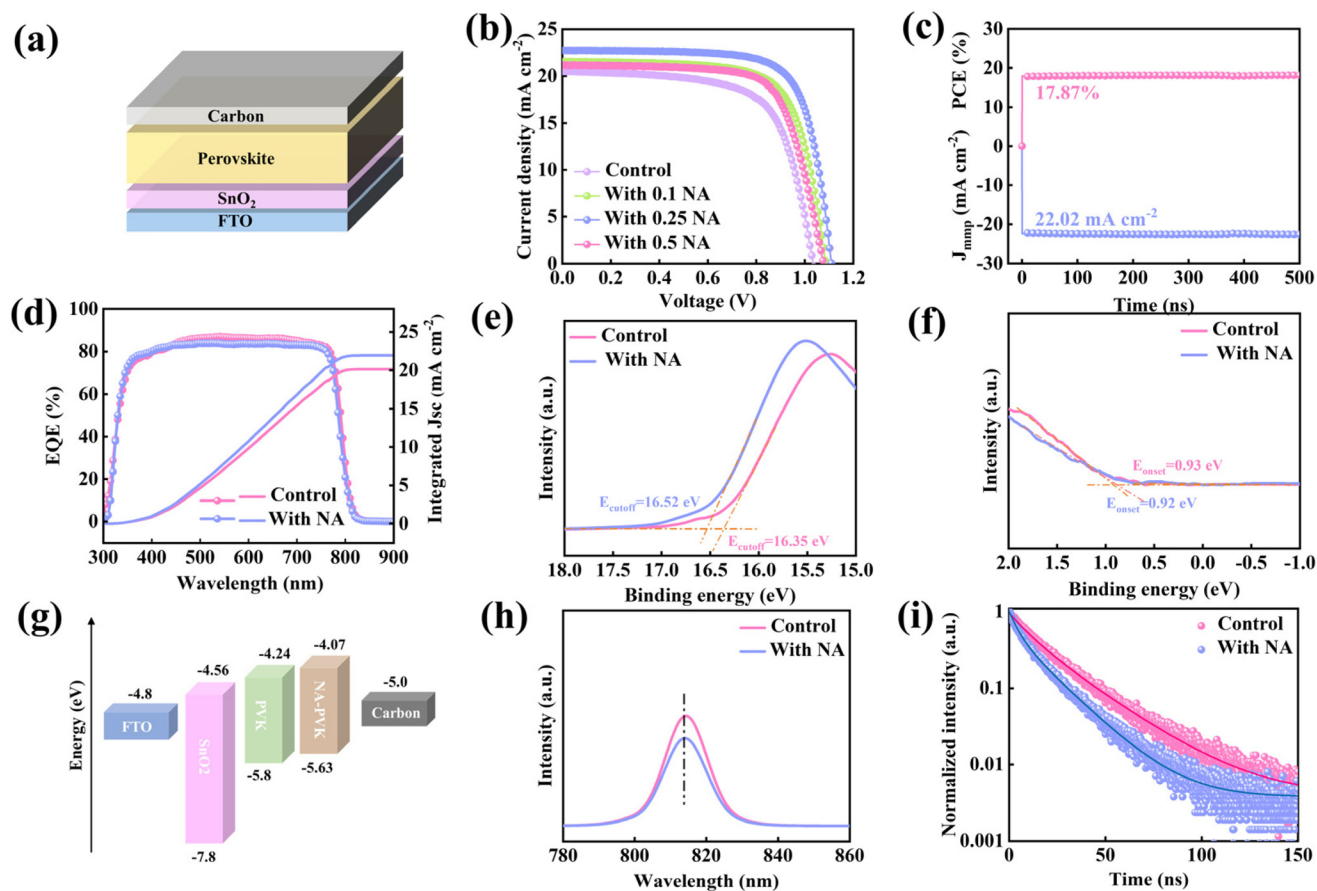 (a)
Carbon
Perovskite
SnO₂
FTO
(b)
Current density (mA cm⁻²)
25
20
15
10
5
0
Control
With 0.1 NA
With 0.25 NA
With 0.5 NA
0.0 0.2 0.4 0.6 0.8 1.0 1.2
Voltage (V)
(c)
J_mmp (mA cm⁻²) PCE (%)
30
20
10
0
-10
-20
-30
17.87%
22.02 mA cm⁻²
0 100 200 300 400 500
Time (ns)
(d)
EQE (%)
100
80
60
40
20
0
Control
With NA
25
20
15
10
5
0
Integrated Jsc (mA cm⁻²)
300 400 500 600 700 800 900
Wavelength (nm)
(e)
Intensity (a.u.)
Control
With NA
E_cutoff=16.52 eV
E_cutoff=16.35 eV
18.0 17.5 17.0 16.5 16.0 15.5 15.0
Binding energy (eV)
(f)
Intensity (a.u.)
Control
With NA
E_onset=0.93 eV
E_onset=0.92 eV
2.0 1.5 1.0 0.5 0.0 -0.5 -1.0
Binding energy (eV)
(g)
Energy (eV)
-4.8
FTO
-4.56
SnO2
-7.8
-4.24
PVK
-5.8
-4.07
NA-PVK
-5.63
-5.0
Carbon
(h)
Intensity (a.u.)
Control
With NA
780 800 820 840 860
Wavelength (nm)
(i)
Normalized intensity (a.u.)
1
0.1
0.01
0.001
Control
With NA
0 50 100 150
Time (ns)